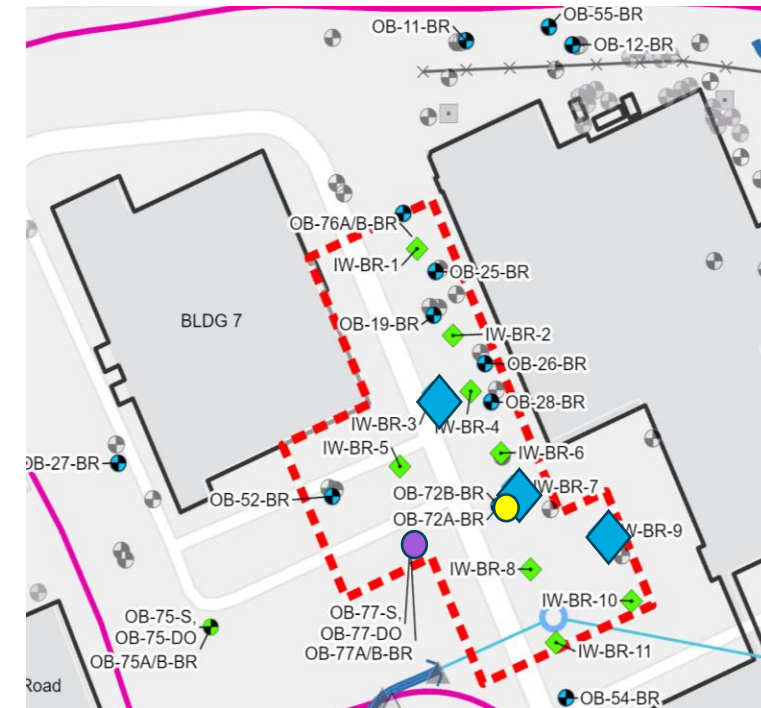 OB-55-BR
OB-11-BR
OB-12-BR
OB-76A/B-BR
IW-BR-1
OB-25-BR
BLDG 7
OB-19-BR
IW-BR-2
OB-26-BR
OB-28-BR
IW-BR-3
IW-BR-4
IW-BR-5
IW-BR-6
OB-27-BR
IW-BR-7
OB-52-BR
OB-72B-BR
OB-72A-BR
W-BR-9
IW-BR-8
IW-BR-10
OB-77-S,
OB-77-DO
OB-77A/B-BR
OB-75-S,
OB-75-DO
OB-75A/B-BR
IW-BR-11
Road
OB-54-BR